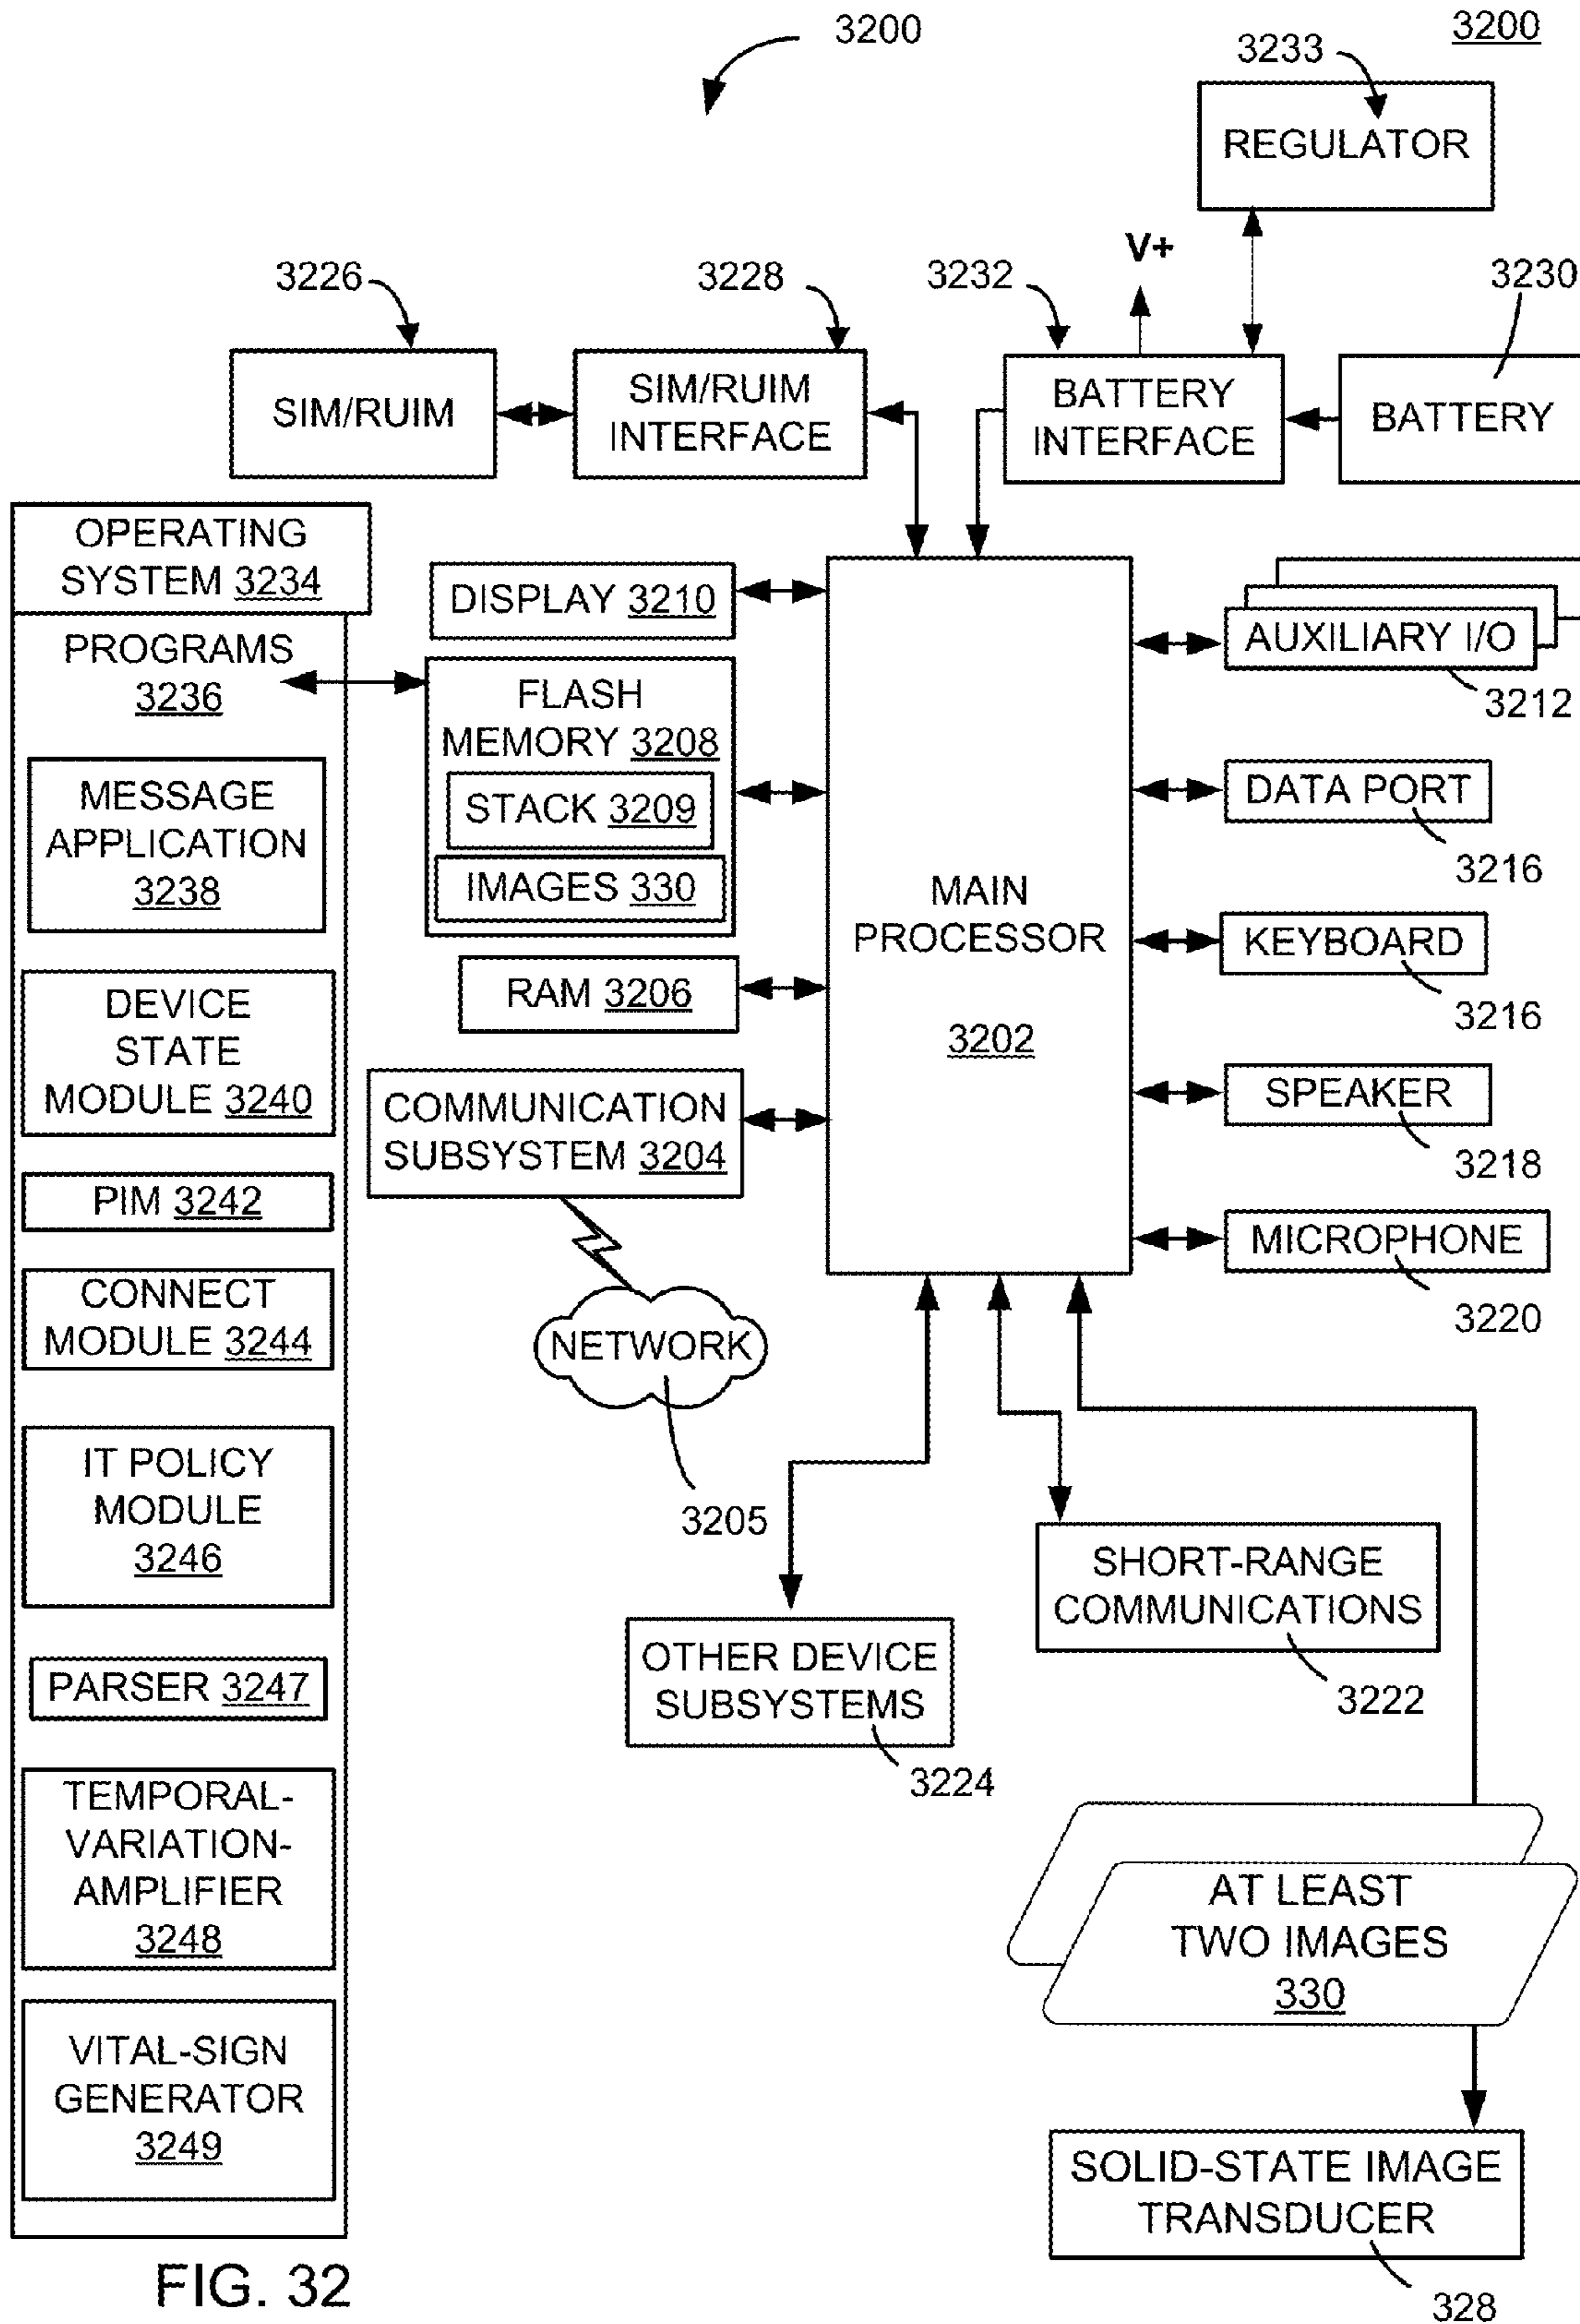 3200
3200
3233
REGULATOR
V+
3226
3228
3232
3230
SIM/RUIM
SIM/RUIM
INTERFACE
BATTERY
INTERFACE
BATTERY
OPERATING
SYSTEM 3234
PROGRAMS
3236
MESSAGE
APPLICATION
3238
DEVICE
STATE
MODULE 3240
PIM 3242
CONNECT
MODULE 3244
IT POLICY
MODULE
3246
PARSER 3247
TEMPORAL-
VARIATION-
AMPLIFIER
3248
VITAL-SIGN
GENERATOR
3249
DISPLAY 3210
FLASH
MEMORY 3208
STACK 3209
IMAGES 330
RAM 3206
COMMUNICATION
SUBSYSTEM 3204
NETWORK
3205
MAIN
PROCESSOR
3202
AUXILIARY I/O
3212
DATA PORT
3216
KEYBOARD
3216
SPEAKER
3218
MICROPHONE
3220
OTHER DEVICE
SUBSYSTEMS
3224
SHORT-RANGE
COMMUNICATIONS
3222
AT LEAST
TWO IMAGES
330
SOLID-STATE IMAGE
TRANSDUCER
328
FIG. 32